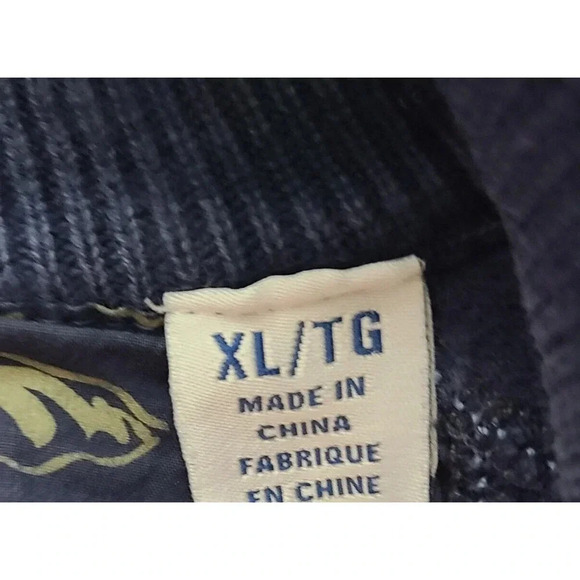 XL/TG
MADE IN
CHINA
FABRIQUE
EN CHINE